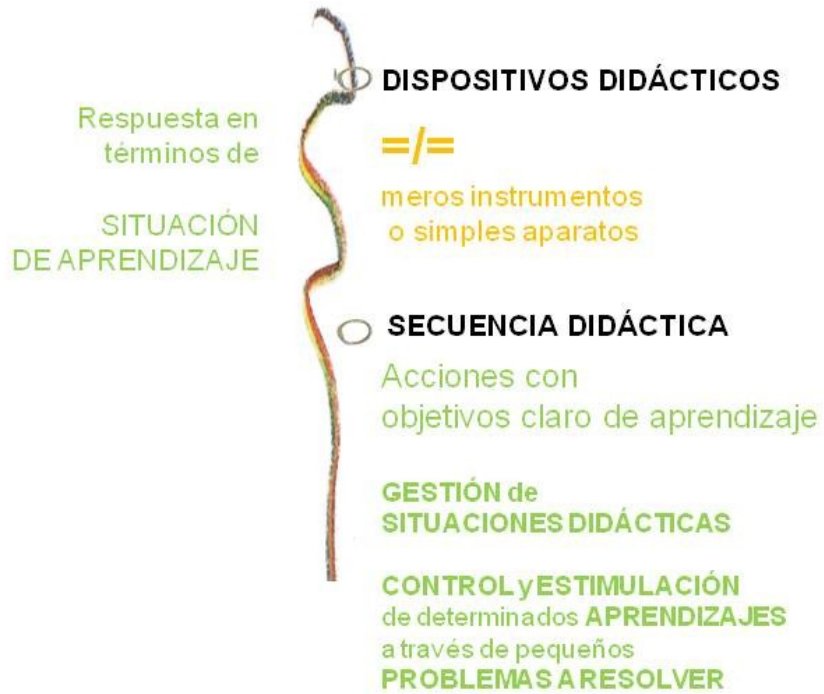 DISPOSITIVOS DIDÁCTICOS
Respuesta en
términos de
SITUACIÓN
DE APRENDIZAJE
=/=
meros instrumentos
o simples aparatos
SECUENCIA DIDÁCTICA
Acciones con
objetivos claro de aprendizaje
GESTIÓN de
SITUACIONES DIDÁCTICAS
CONTROL y ESTIMULACIÓN
de determinados APRENDIZAJES
a través de pequeños
PROBLEMAS A RESOLVER